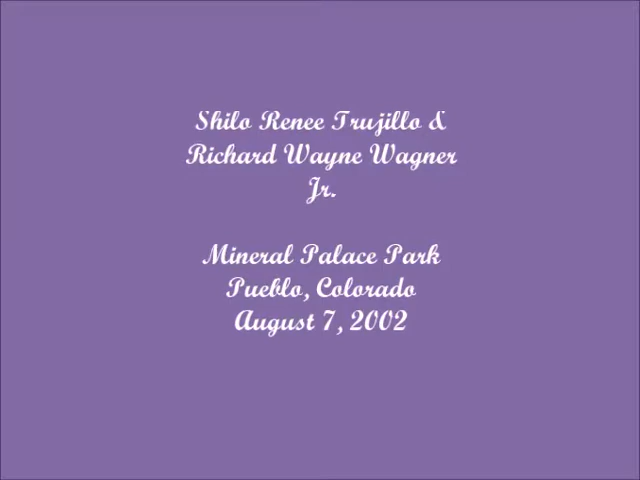 Shilo Renee Trujillo &
Richard Wayne Wagner
Jr.
Mineral Palace Park
Pueblo, Colorado
August 7, 2002